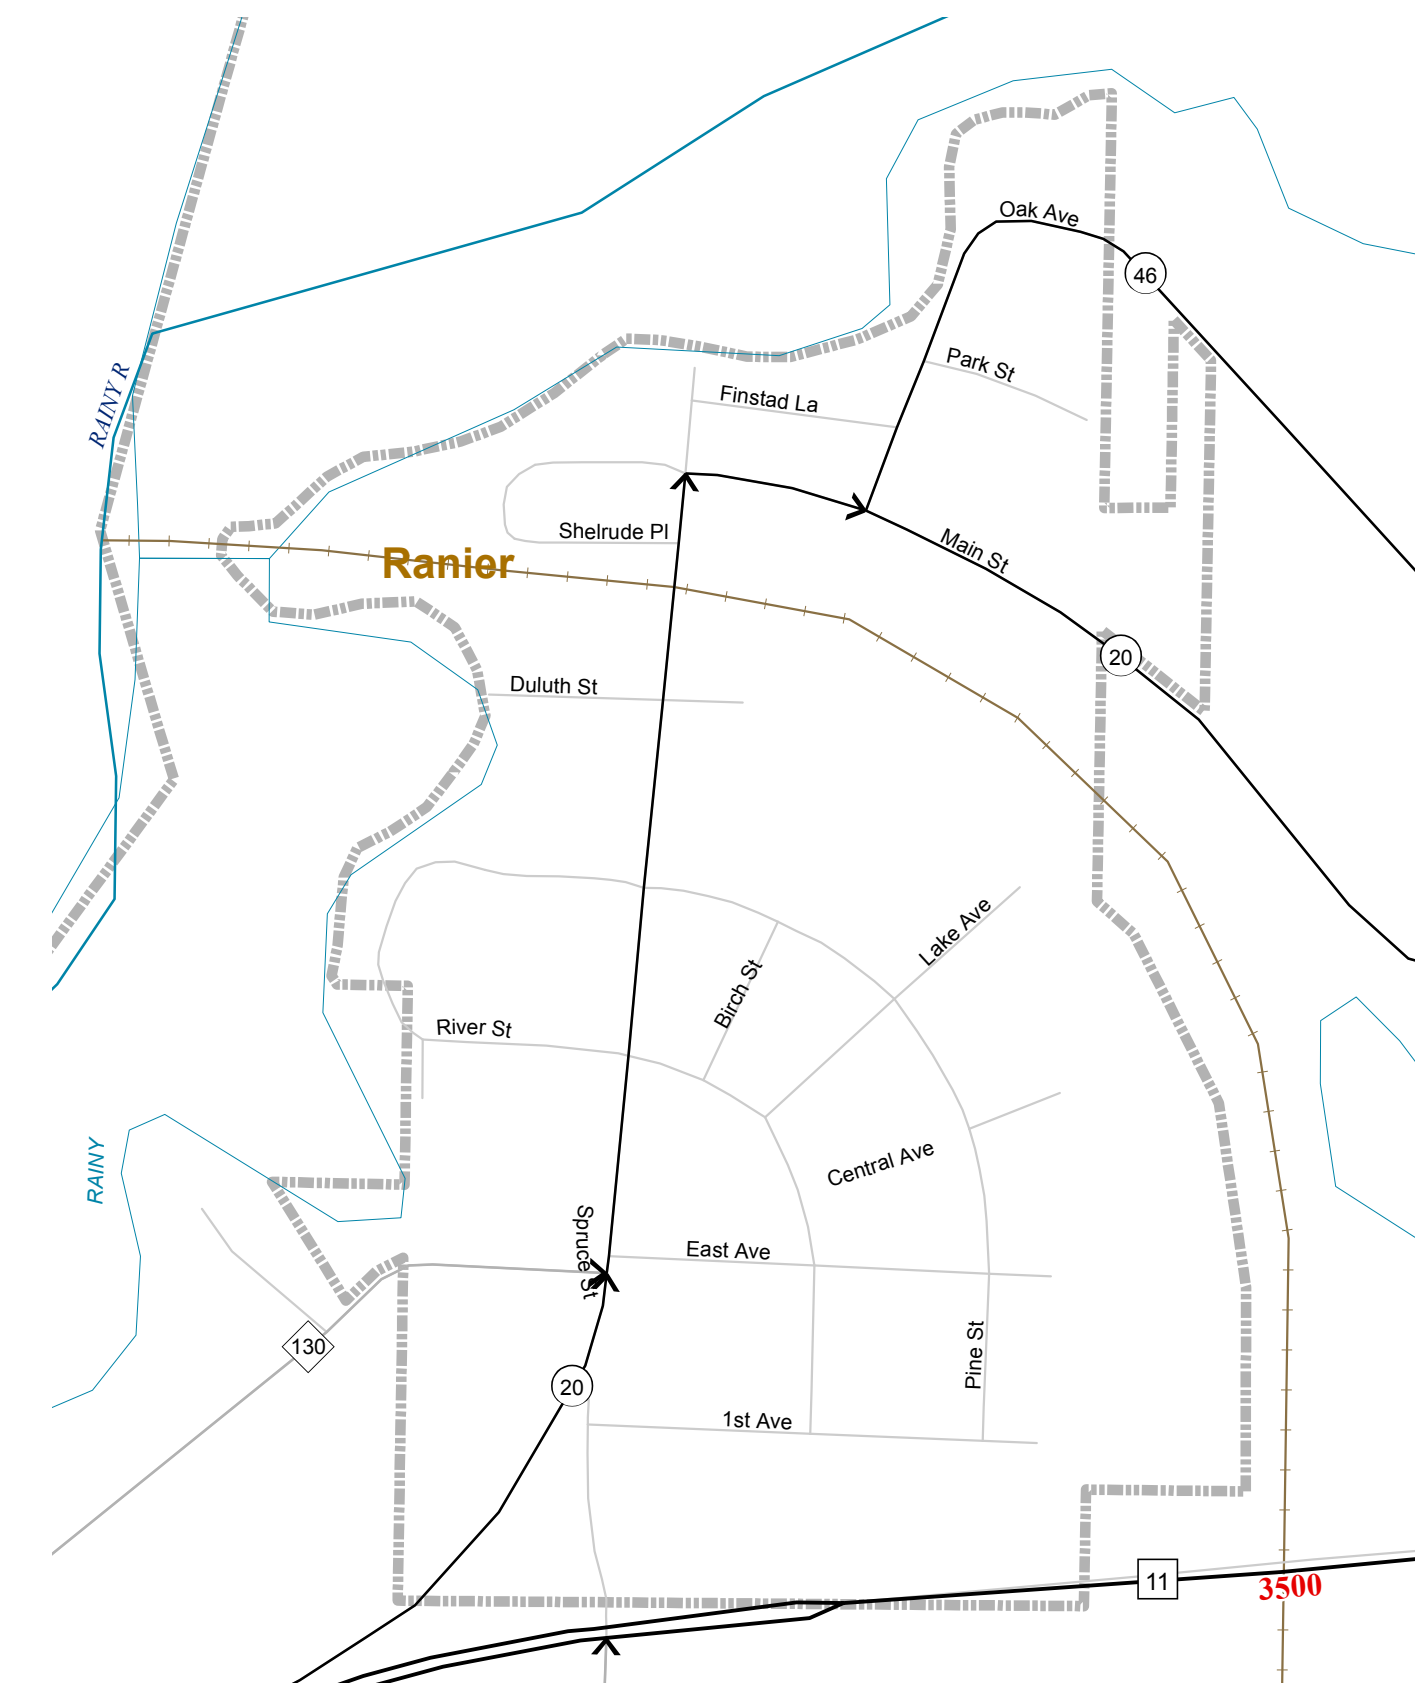 Oak Ave
46
RAINY R
Park St
Finstad La
Shelrude Pl
Main St
Ranier
20
Duluth St
Lake Ave
Birch St
River St
RAINY
Central Ave
Spruce St
East Ave
130
Pine St
20
1st Ave
11
3500